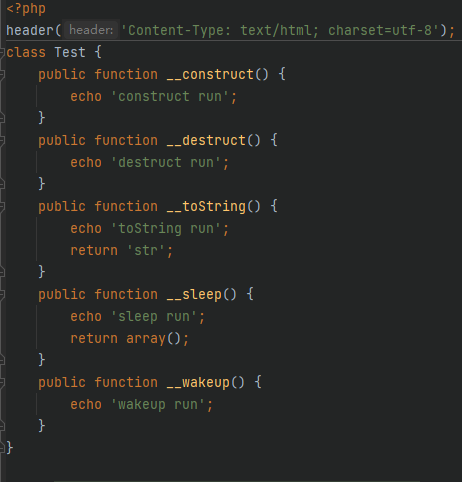 <?php
header( header: 'Content-Type: text/html; charset=utf-8');
class Test {
    public function __construct() {
        echo 'construct run';
    }
    public function __destruct() {
        echo 'destruct run';
    }
    public function __toString() {
        echo 'toString run';
        return 'str';
    }
    public function __sleep() {
        echo 'sleep run';
        return array();
    }
    public function __wakeup() {
        echo 'wakeup run';
    }
}